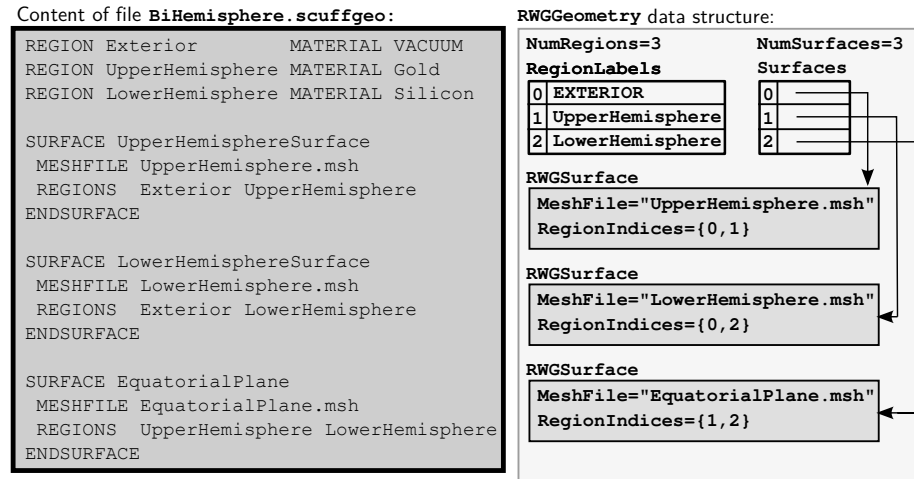 Content of file BiHemisphere.scuffgeo:
REGION Exterior MATERIAL VACUUM
REGION UpperHemisphere MATERIAL Gold
REGION LowerHemisphere MATERIAL Silicon
SURFACE UpperHemisphereSurface
MESHFILE UpperHemisphere.msh
REGIONS Exterior UpperHemisphere
ENDSURFACE
SURFACE LowerHemisphereSurface
MESHFILE LowerHemisphere.msh
REGIONS Exterior LowerHemisphere
ENDSURFACE
SURFACE EquatorialPlane
MESHFILE EquatorialPlane.msh
REGIONS UpperHemisphere LowerHemisphere
ENDSURFACE
RWGGeometry data structure:
NumRegions=3
RegionLabels
0 EXTERIOR
1 UpperHemisphere
2 LowerHemisphere
NumSurfaces=3
Surfaces
0
1
2
RWGSurface
MeshFile="UpperHemisphere.msh"
RegionIndices={0,1}
RWGSurface
MeshFile="LowerHemisphere.msh"
RegionIndices={0,2}
RWGSurface
MeshFile="EquatorialPlane.msh"
RegionIndices={1,2}